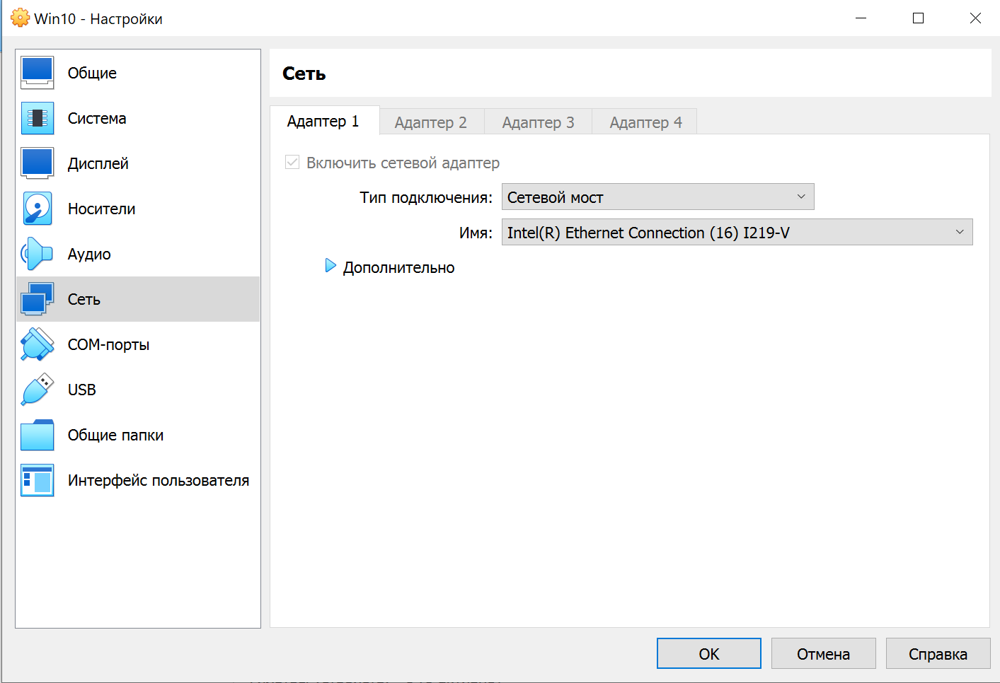 Win10 - Настройки
Общие
Система
Дисплей
Носители
Аудио
Сеть
COM-порты
USB
Общие папки
Интерфейс пользователя
Сеть
Адаптер 1
Адаптер 2
Адаптер 3
Адаптер 4
Включить сетевой адаптер
Тип подключения: Сетевой мост
Имя: Intel(R) Ethernet Connection (16) I219-V
Дополнительно
OK
Отмена
Справка